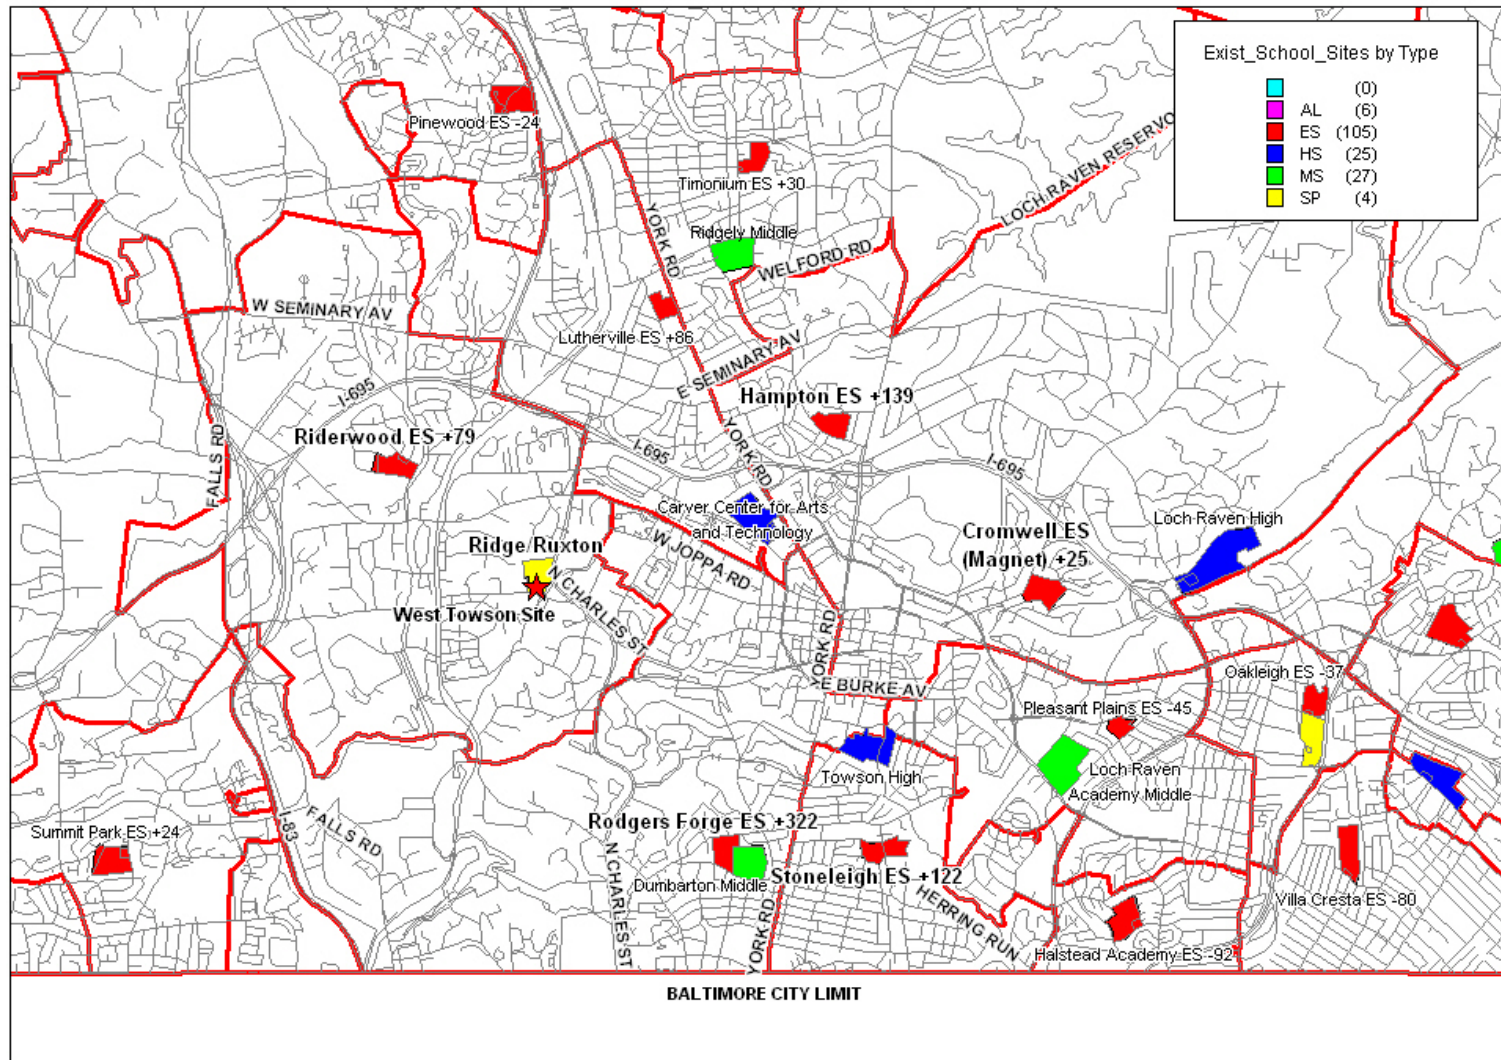 Exist_School_Sites by Type
(0)
AL (6)
ES (105)
HS (25)
MS (27)
SP (4)
Pinewood ES -24
Timonium ES +30
LOCH RAVEN RESERVO
YORK RD
Ridgely Middle
WELFORD RD
W SEMINARY AV
Lutherville ES +86
E SEMINARY AV
I-695
Hampton ES +139
FALLS RD
Riderwood ES +79
YORK RD
I-695
I-695
Carver Center for Arts
and Technology
Loch Raven High
Cromwell ES
(Magnet) +25
Ridge/Ruxton
W JOPPA RD
N CHARLES ST
West Towson Site
YORK RD
E BURKE AV
Oakleigh ES -37
Pleasant Plains ES -45
Towson High
Loch Raven
Academy Middle
Rodgers Forge ES +322
I-83
FALLS RD
Summit Park ES +24
N CHARLES ST
Dumbarton Middle
Stoneleigh ES +122
HERRING RUN
Villa Cresta ES -80
YORK RD
Halstead Academy ES -92
BALTIMORE CITY LIMIT